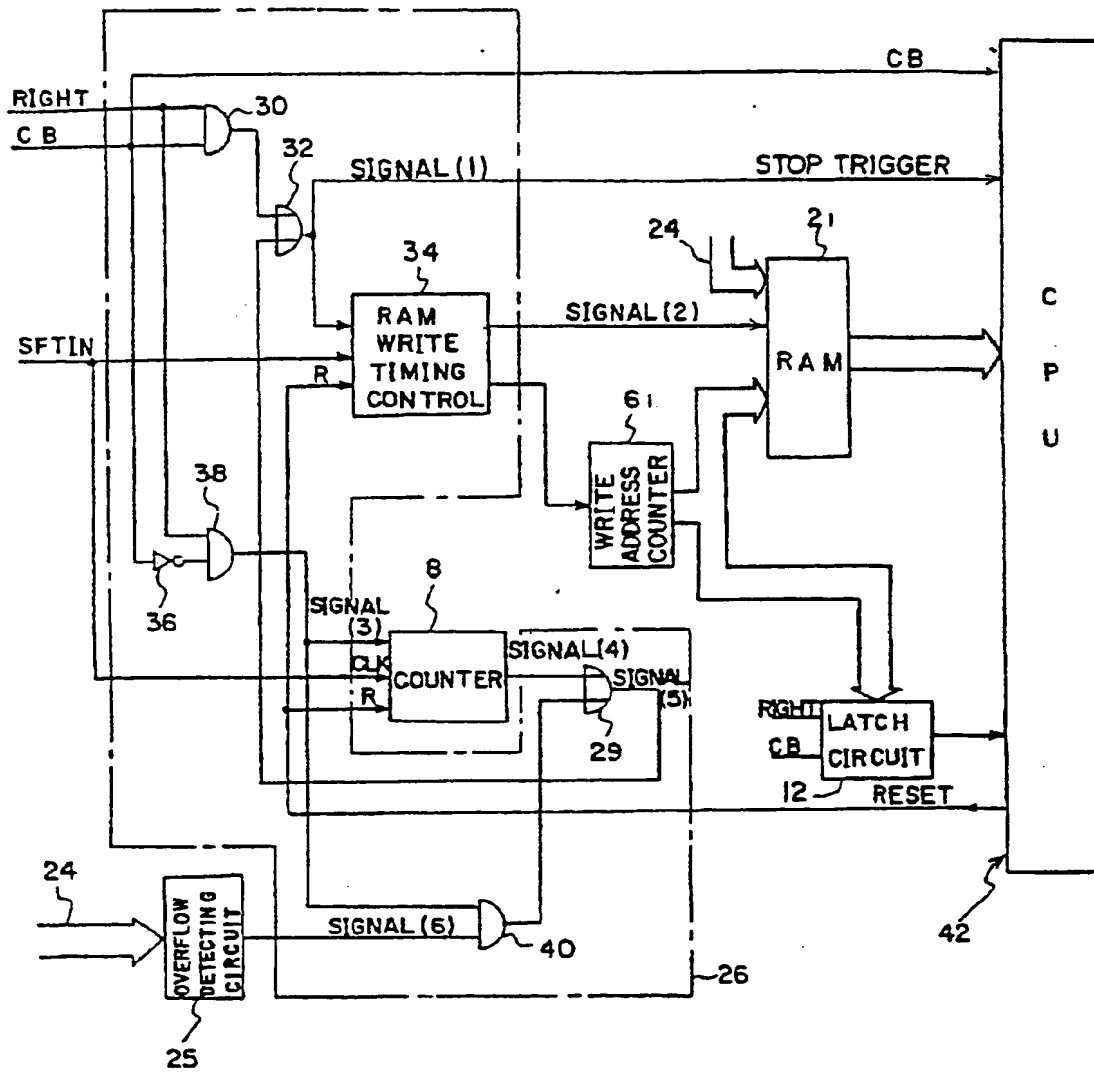 CB
RIGHT
30
CB
32
SIGNAL (1)
STOP TRIGGER
21
24
34
RAM
WRITE
TIMING
CONTROL
SIGNAL (2)
RAM
C
P
U
SFTIN
R
61
WRITE
ADDRESS
COUNTER
38
36
8
SIGNAL
(3)
CLK
R
COUNTER
SIGNAL(4)
SIGNAL
(5)
29
RIGHT
CB
LATCH
CIRCUIT
12
RESET
24
OVERFLOW
DETECTING
CIRCUIT
SIGNAL (6)
40
42
26
25